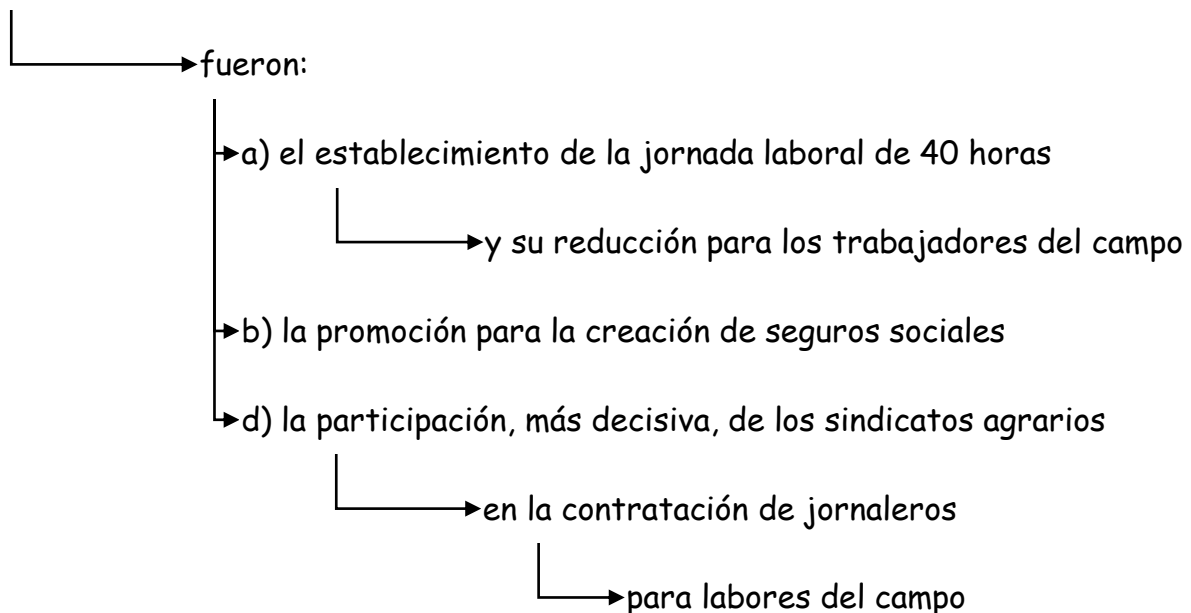 fueron:
a) el establecimiento de la jornada laboral de 40 horas
y su reducción para los trabajadores del campo
b) la promoción para la creación de seguros sociales
d) la participación, más decisiva, de los sindicatos agrarios
en la contratación de jornaleros
para labores del campo